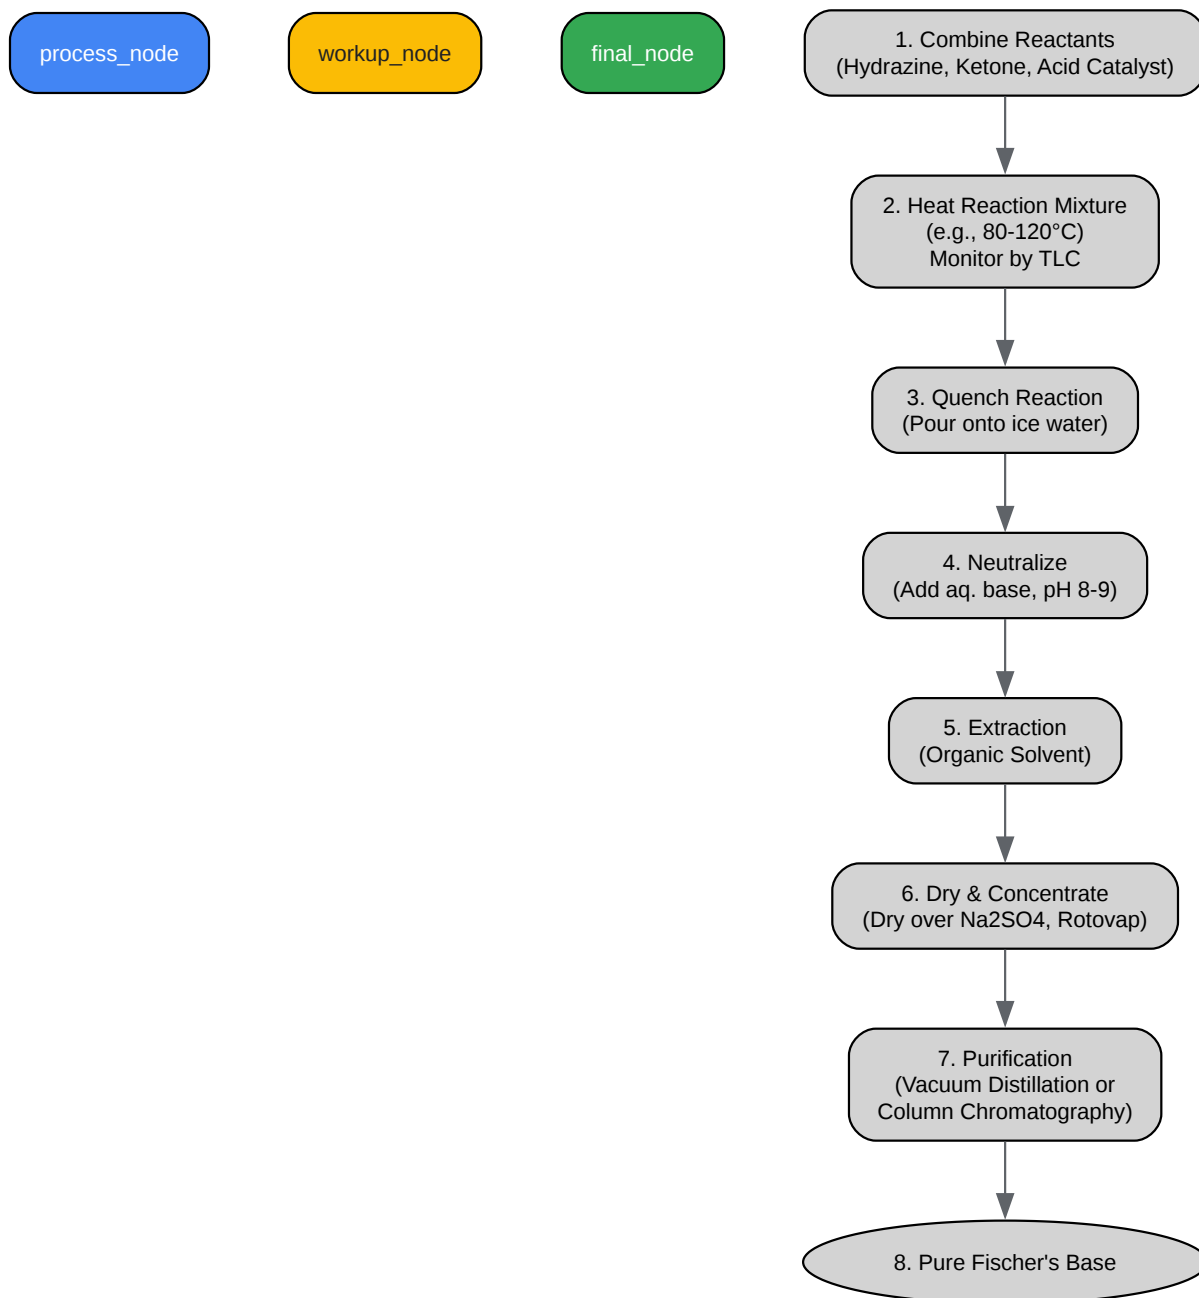 process_node
workup_node
final_node
1. Combine Reactants
(Hydrazine, Ketone, Acid Catalyst)
2. Heat Reaction Mixture
(e.g., 80-120°C)
Monitor by TLC
3. Quench Reaction
(Pour onto ice water)
4. Neutralize
(Add aq. base, pH 8-9)
5. Extraction
(Organic Solvent)
6. Dry & Concentrate
(Dry over Na2SO4, Rotovap)
7. Purification
(Vacuum Distillation or
Column Chromatography)
8. Pure Fischer's Base